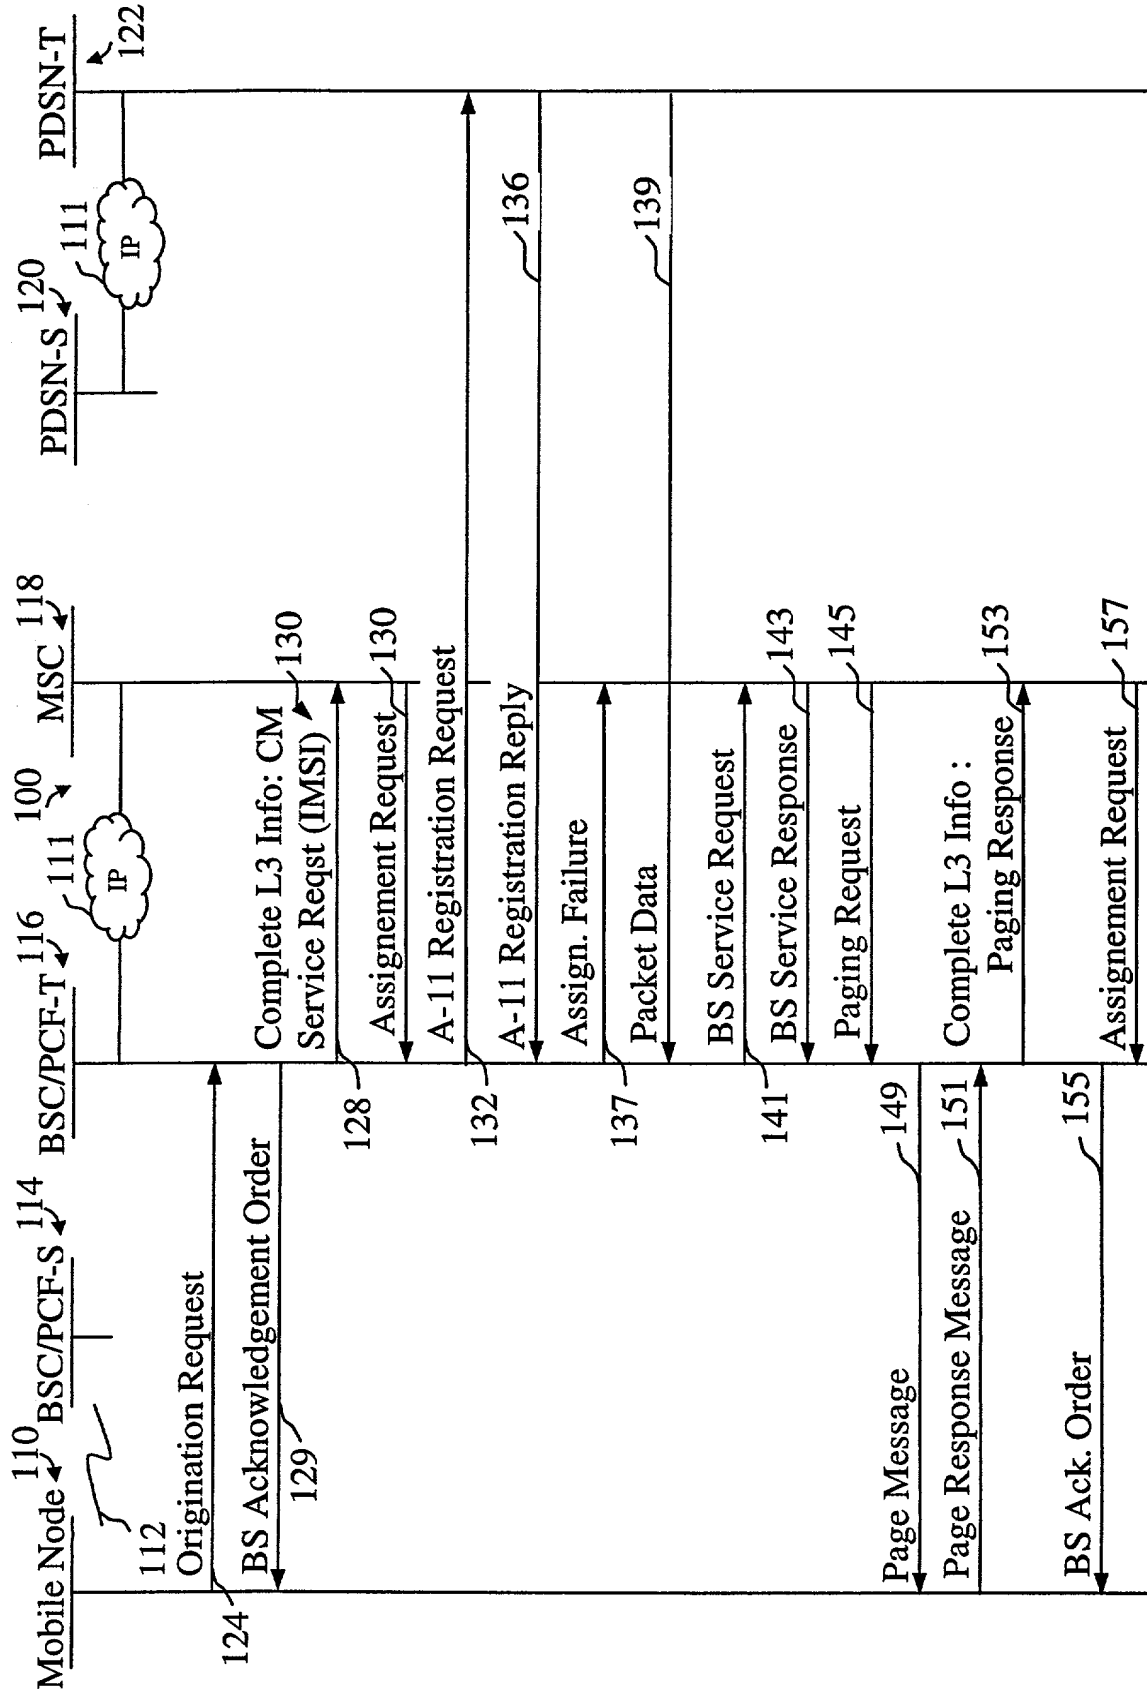 Mobile Node 110
BSC/PCF-S 114
BSC/PCF-T 116
100
MSC 118
PDSN-S 120
PDSN-T
122
112
111
IP
111
IP
Origination Request
124
BS Acknowledgement Order
129
Complete L3 Info: CM
Service Reqst (IMSI)
130
128
Assignement Request
130
A-11 Registration Request
132
A-11 Registration Reply
136
Assign. Failure
137
Packet Data
139
BS Service Request
141
BS Service Response
143
Paging Request
145
Page Message
149
Page Response Message
151
Complete L3 Info :
Paging Response
153
BS Ack. Order
155
Assignement Request
157